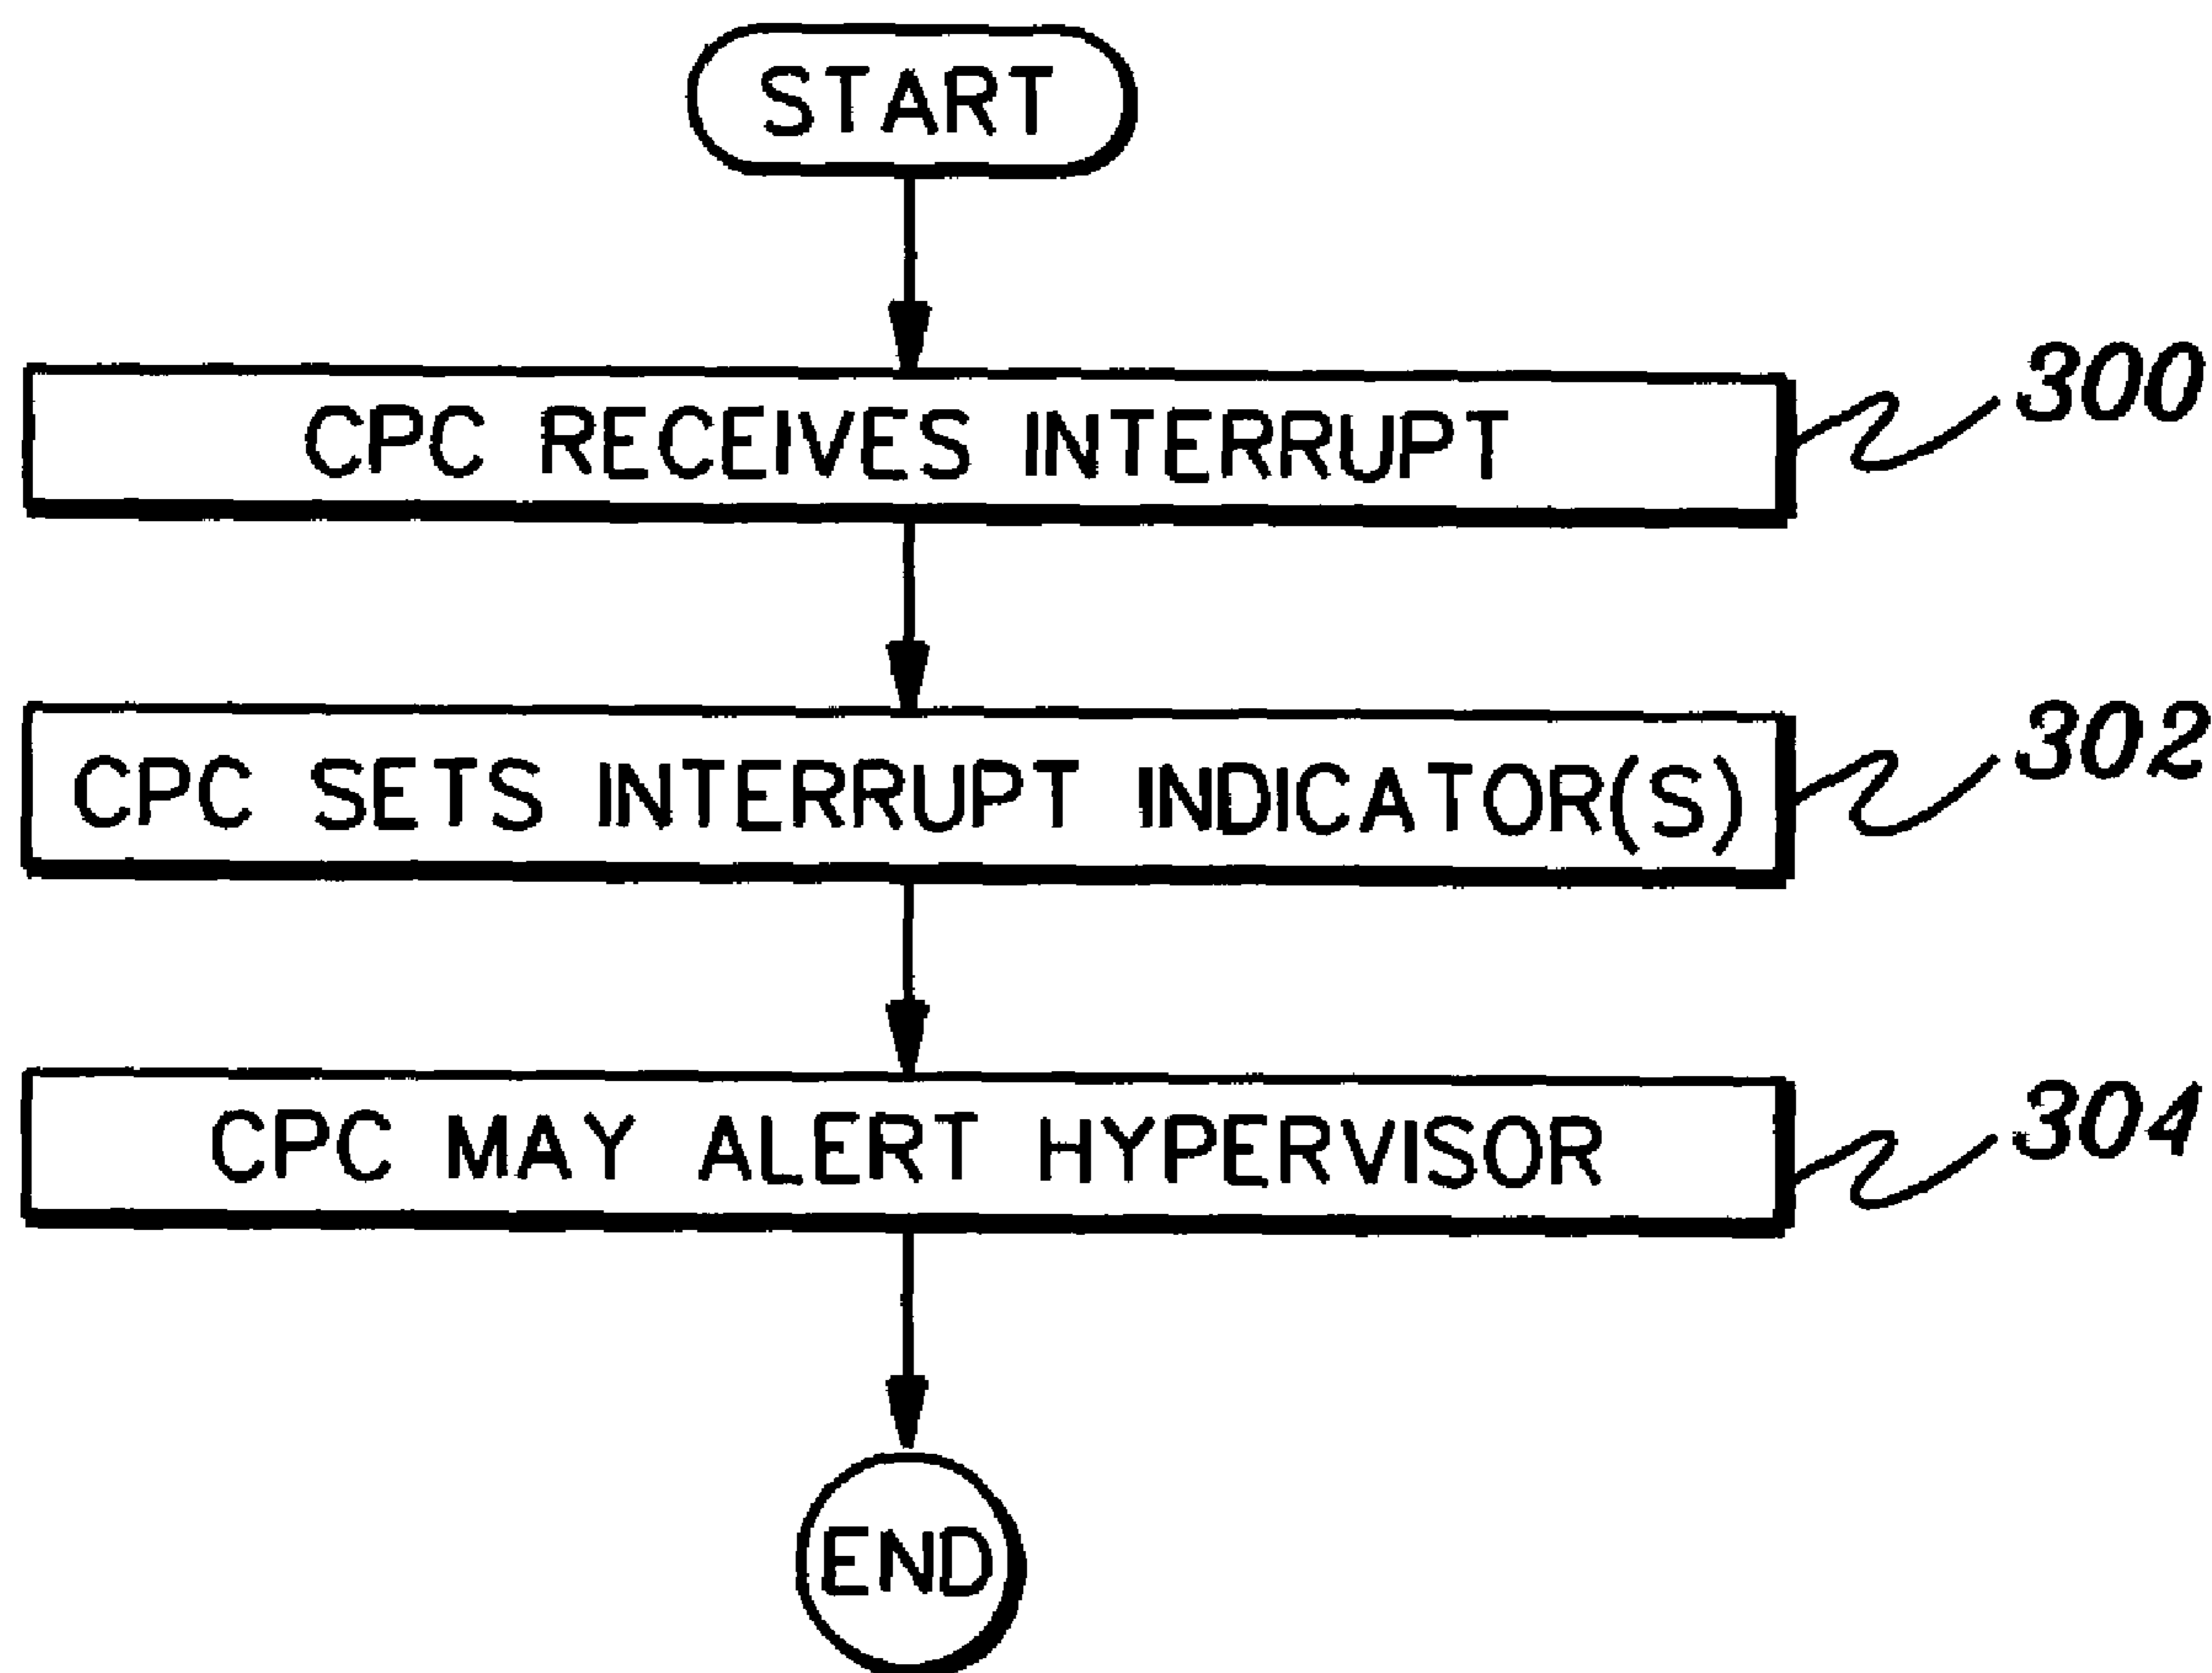 START
CPC RECEIVES INTERRUPT
300
CPC SETS INTERRUPT INDICATOR(S)
302
CPC MAY ALERT HYPERVISOR
304
END